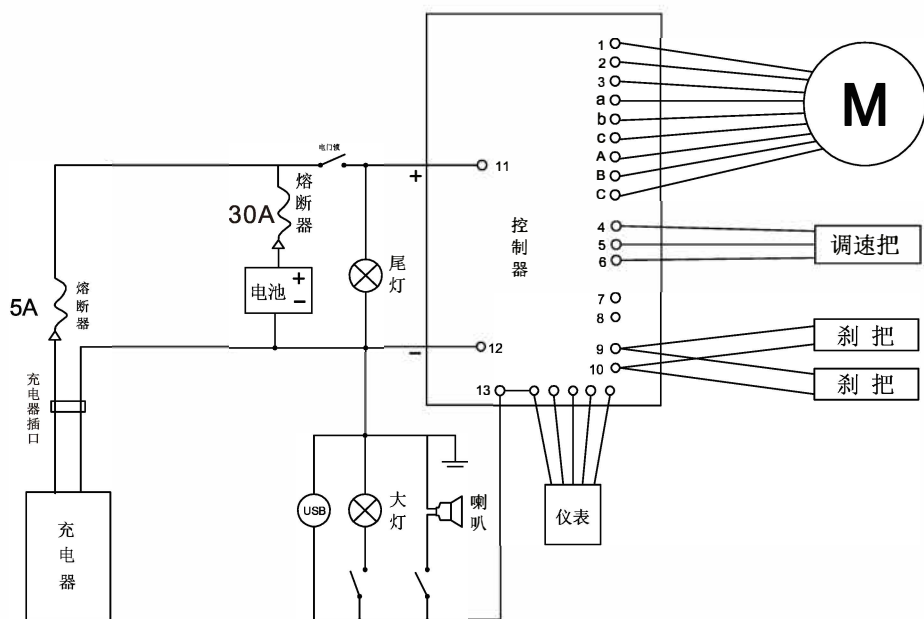 1
2
3
a
b
c
A
B
C
M
电门锁
+
11
30A
熔断器
4
5
6
调速把
控制器
电池
+
−
尾灯
5A
熔断器
7
8
−
12
9
10
刹 把
刹 把
13
充电器插口
USB
大灯
喇叭
仪表
充电器